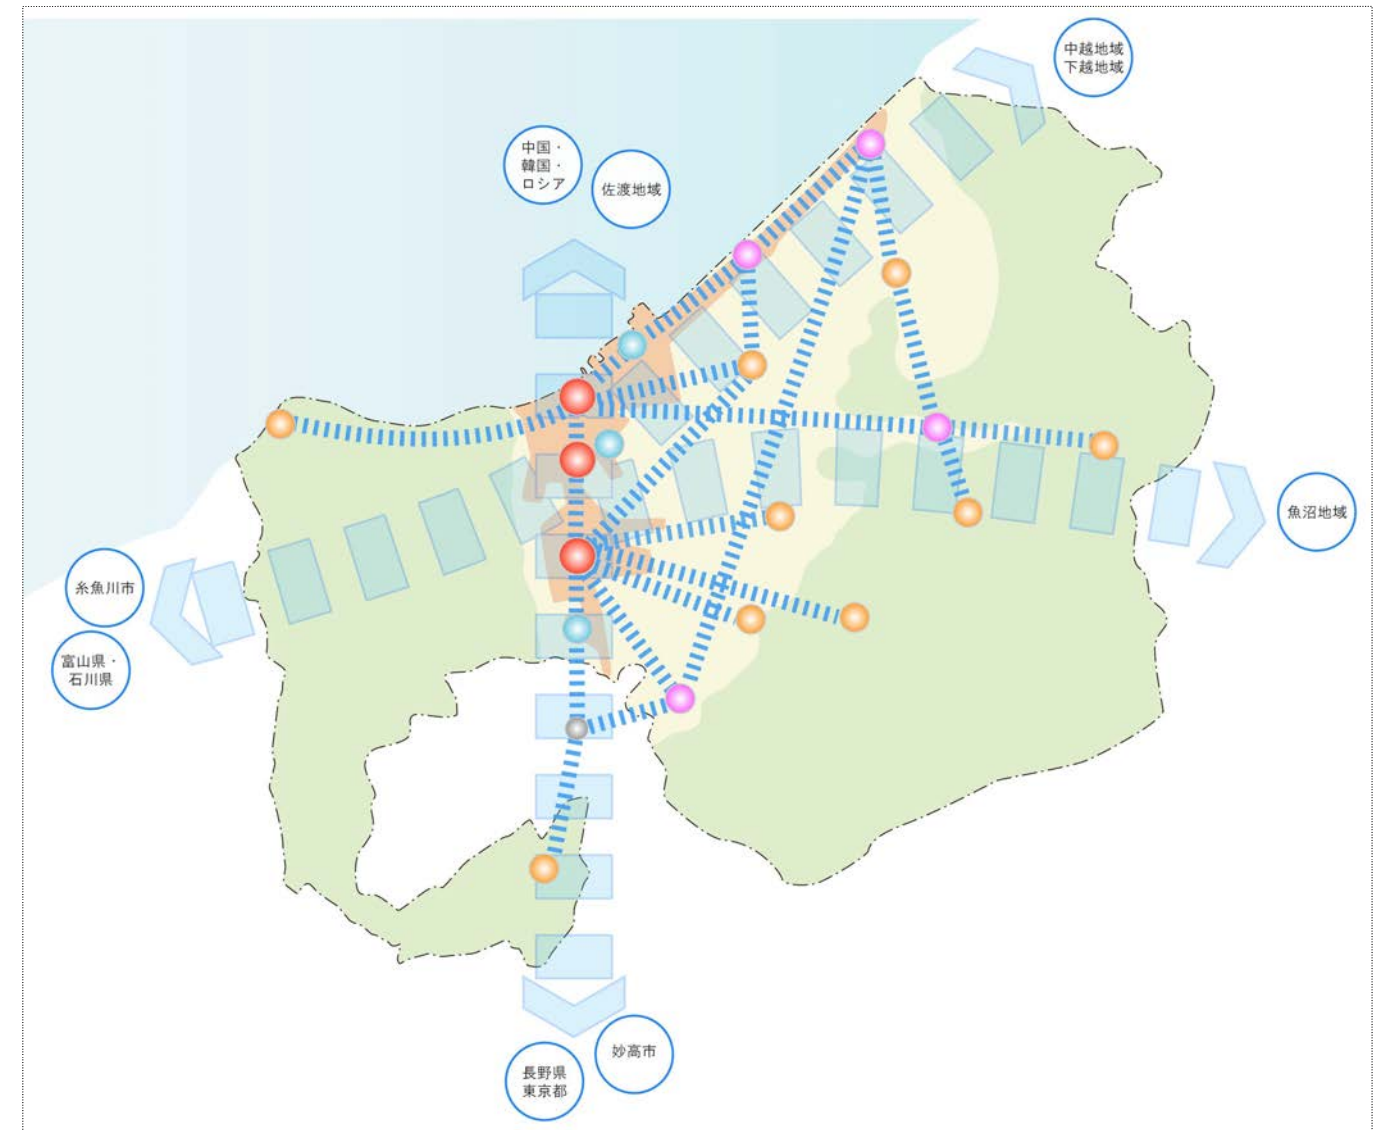 中越地域
下越地域
中国・
韓国・
ロシア
佐渡地域
魚沼地域
糸魚川市
富山県・
石川県
妙高市
長野県
東京都